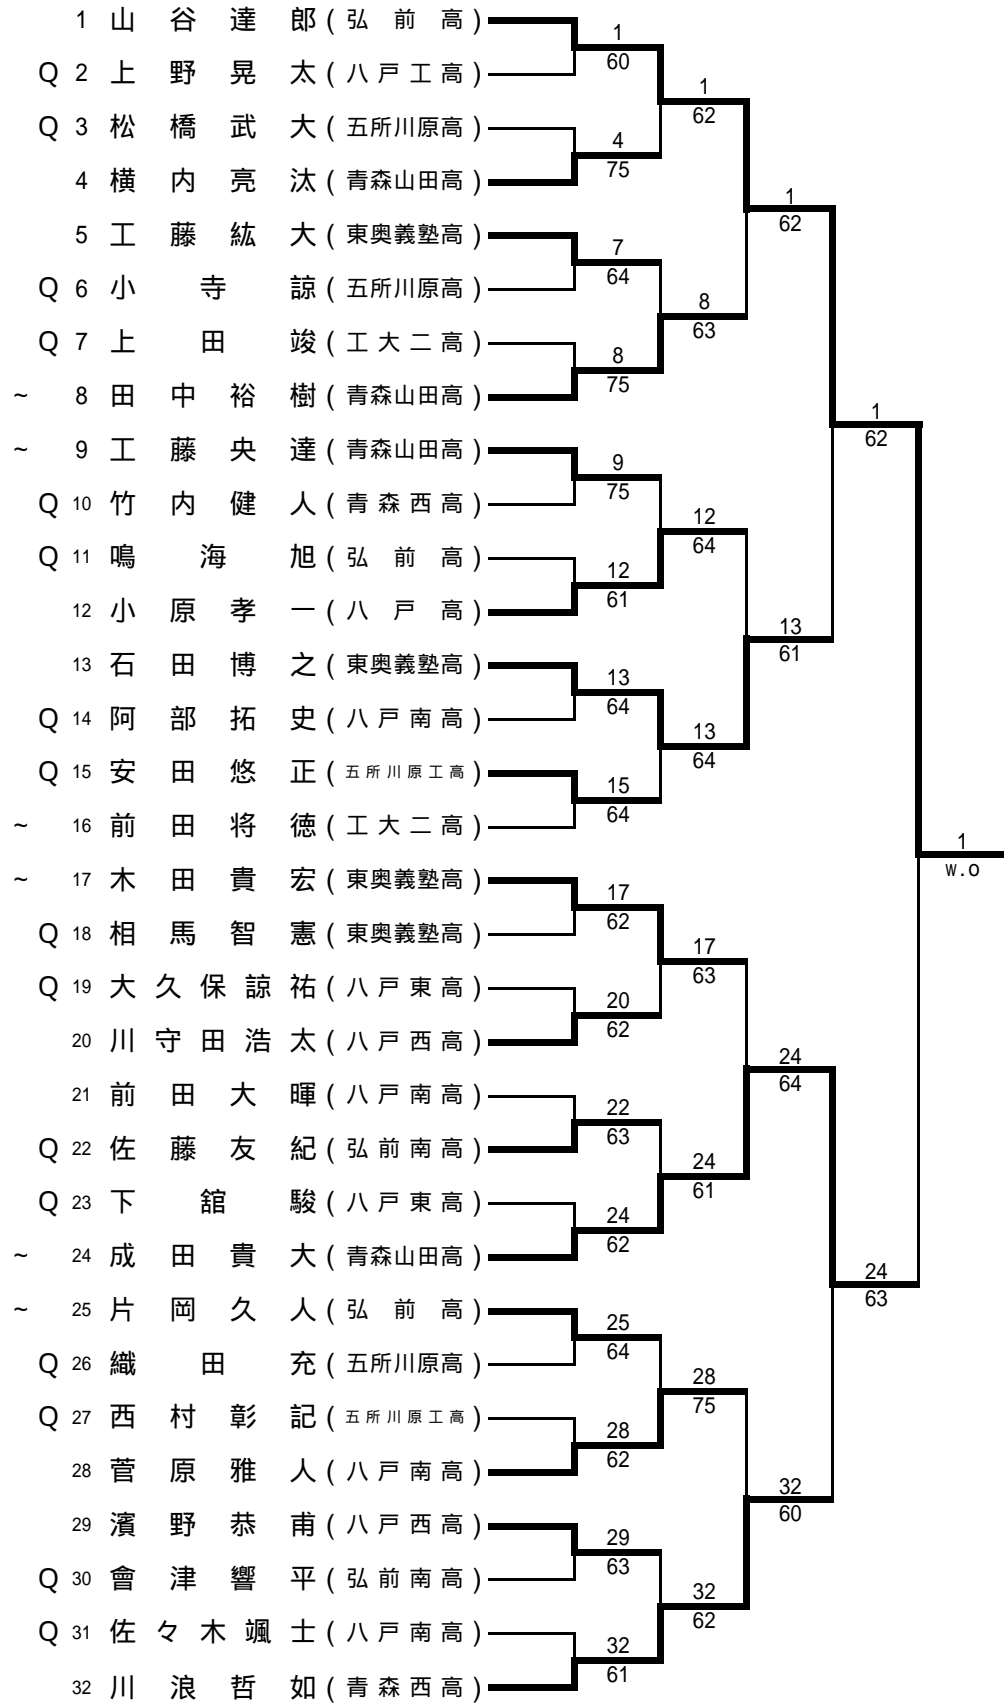 1 山谷達郎 (弘前高)
Q 2 上野晃太 (八戸工高)
Q 3 松橋武大 (五所川原高)
4 横内亮汰 (青森山田高)
5 工藤紘大 (東奥義塾高)
Q 6 小寺諒 (五所川原高)
Q 7 上田竣 (工大二高)
~ 8 田中裕樹 (青森山田高)
~ 9 工藤央達 (青森山田高)
Q 10 竹内健人 (青森西高)
Q 11 鳴海旭 (弘前高)
12 小原孝一 (八戸高)
13 石田博之 (東奥義塾高)
Q 14 阿部拓史 (八戸南高)
Q 15 安田悠正 (五所川原工高)
~ 16 前田将徳 (工大二高)
~ 17 木田貴宏 (東奥義塾高)
Q 18 相馬智憲 (東奥義塾高)
Q 19 大久保諒祐 (八戸東高)
20 川守田浩太 (八戸西高)
21 前田大暉 (八戸南高)
Q 22 佐藤友紀 (弘前南高)
Q 23 下舘駿 (八戸東高)
~ 24 成田貴大 (青森山田高)
~ 25 片岡久人 (弘前高)
Q 26 織田充 (五所川原高)
Q 27 西村彰記 (五所川原工高)
28 菅原雅人 (八戸南高)
29 濱野恭甫 (八戸西高)
Q 30 會津響平 (弘前南高)
Q 31 佐々木颯士 (八戸南高)
32 川浪哲如 (青森西高)
1
60
4
75
7
64
8
75
9
75
12
61
13
64
15
64
17
62
20
62
22
63
24
62
25
64
28
62
29
63
32
61
1
62
8
63
12
64
13
64
17
63
24
61
28
75
32
62
1
62
13
61
24
64
32
60
1
62
24
63
1
w.o